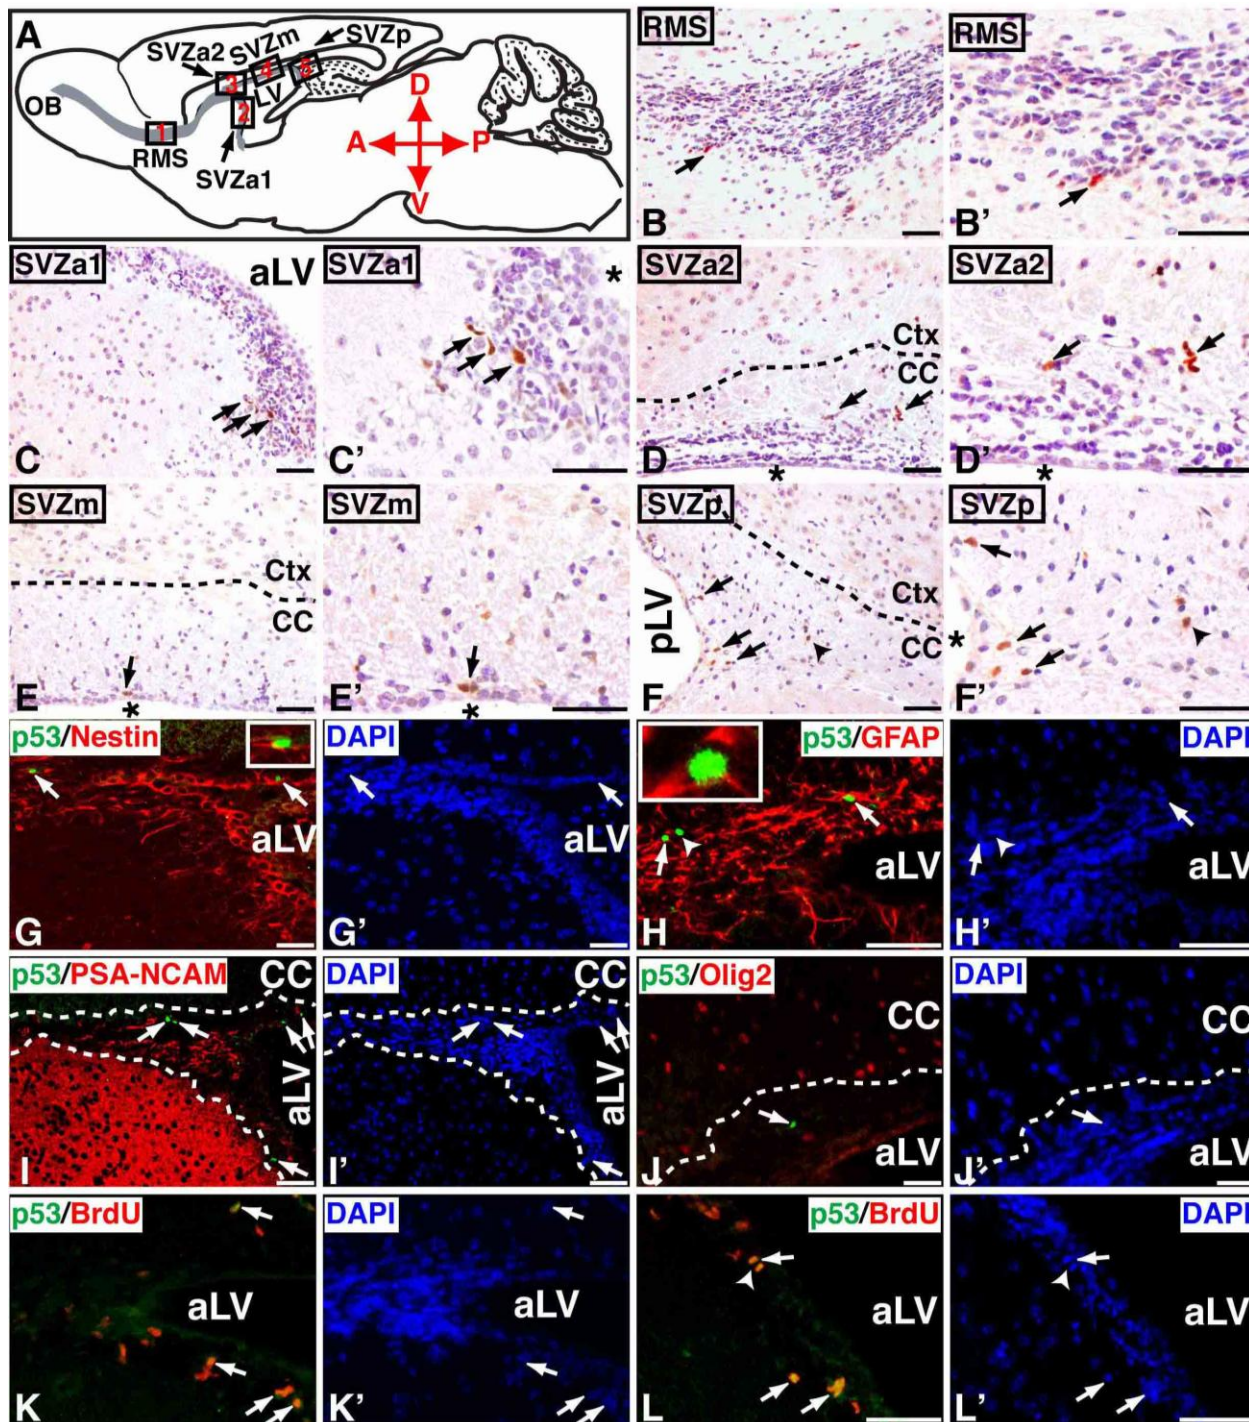 A
SVZa2
SVZm
SVZp
OB
1
RMS
2
3
4
5
LV
SVZa1
D
A
P
V
RMS
B
RMS
B'
SVZa1
aLV
C
SVZa1
*
C'
SVZa2
Ctx
CC
D
*
SVZa2
D'
*
SVZm
Ctx
CC
E
*
SVZm
E'
*
SVZp
pLV
Ctx
CC
F
SVZp
*
F'
p53/Nestin
aLV
G
DAPI
aLV
G'
p53/GFAP
aLV
H
DAPI
aLV
H'
p53/PSA-NCAM
CC
aLV
I
DAPI
CC
aLV
I'
p53/Olig2
CC
aLV
J
DAPI
CC
aLV
J'
p53/BrdU
aLV
K
DAPI
aLV
K'
p53/BrdU
aLV
L
DAPI
aLV
L'